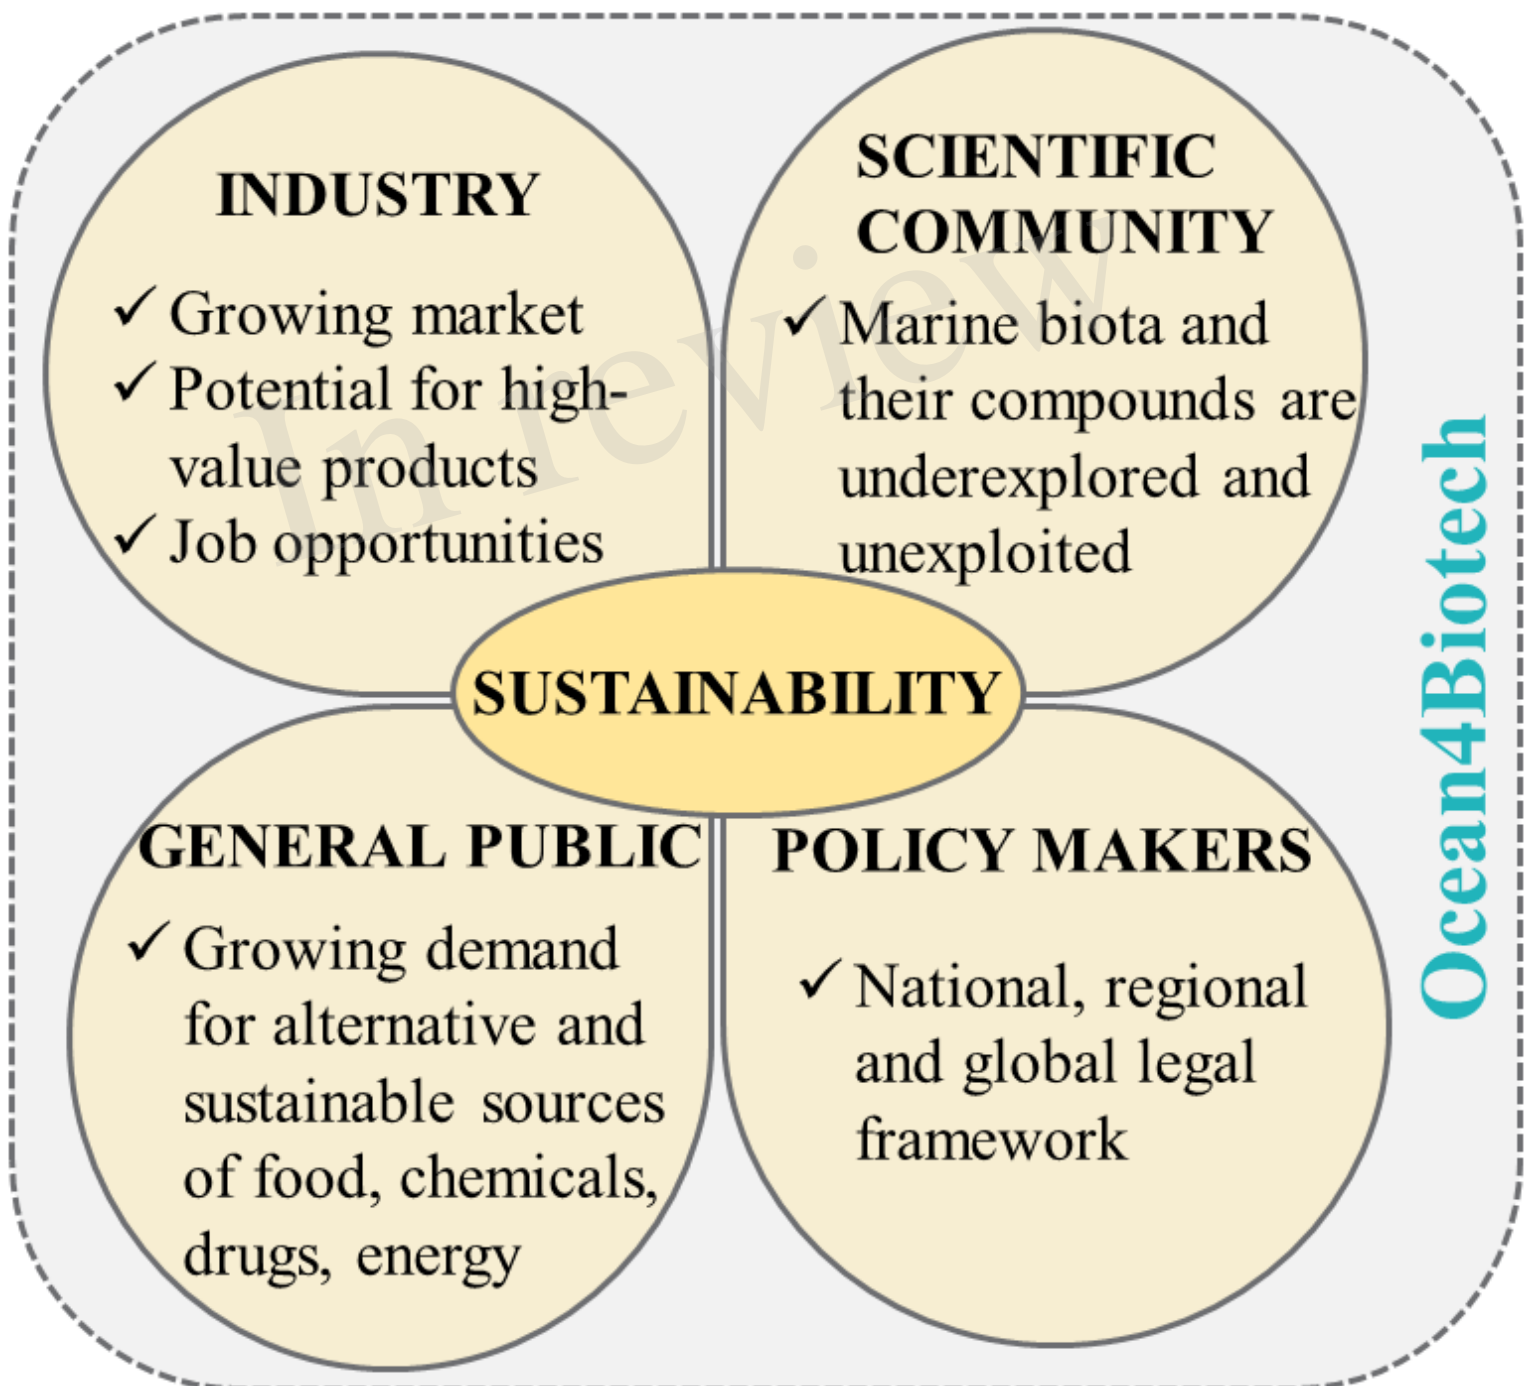 INDUSTRY
✓ Growing market
✓ Potential for high-
value products
✓ Job opportunities
SCIENTIFIC
COMMUNITY
✓ Marine biota and
their compounds are
underexplored and
unexploited
SUSTAINABILITY
GENERAL PUBLIC
✓ Growing demand
for alternative and
sustainable sources
of food, chemicals,
drugs, energy
POLICY MAKERS
✓ National, regional
and global legal
framework
Ocean4Biotech
In review